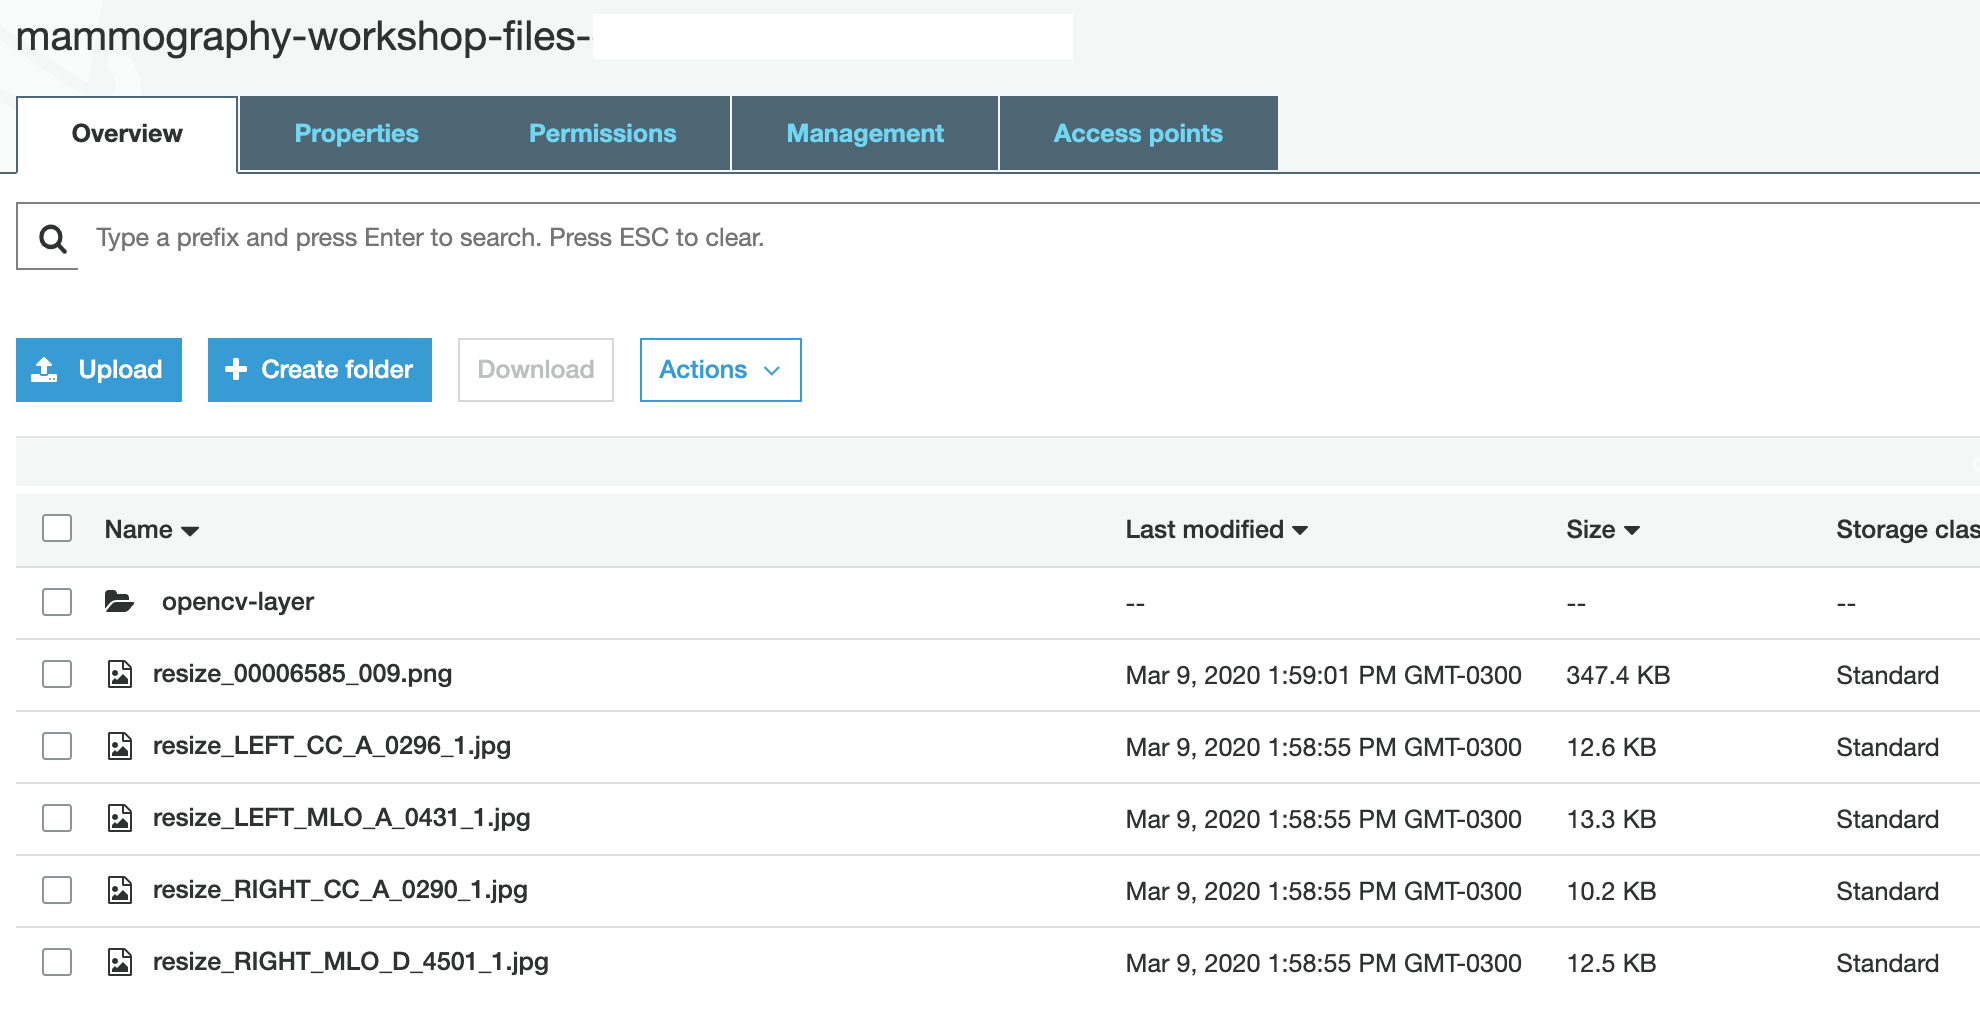 mammography-workshop-files-
Overview Properties Permissions Management Access points
Type a prefix and press Enter to search. Press ESC to clear.
Upload Create folder Download Actions
Name Last modified Size Storage clas
opencv-layer -- -- --
resize_00006585_009.png Mar 9, 2020 1:59:01 PM GMT-0300 347.4 KB Standard
resize_LEFT_CC_A_0296_1.jpg Mar 9, 2020 1:58:55 PM GMT-0300 12.6 KB Standard
resize_LEFT_MLO_A_0431_1.jpg Mar 9, 2020 1:58:55 PM GMT-0300 13.3 KB Standard
resize_RIGHT_CC_A_0290_1.jpg Mar 9, 2020 1:58:55 PM GMT-0300 10.2 KB Standard
resize_RIGHT_MLO_D_4501_1.jpg Mar 9, 2020 1:58:55 PM GMT-0300 12.5 KB Standard